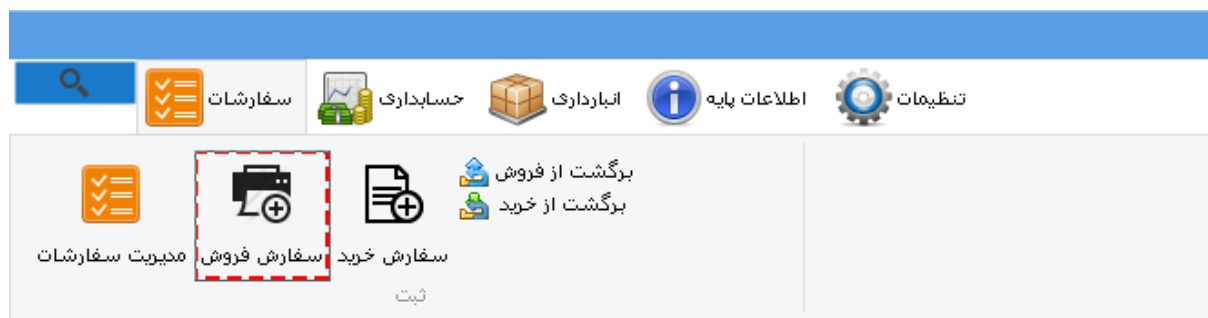 تنظیمات
اطلاعات پایه
انبارداری
حسابداری
سفارشات
برگشت از فروش
برگشت از خرید
سفارش خرید
سفارش فروش
مدیریت سفارشات
ثبت